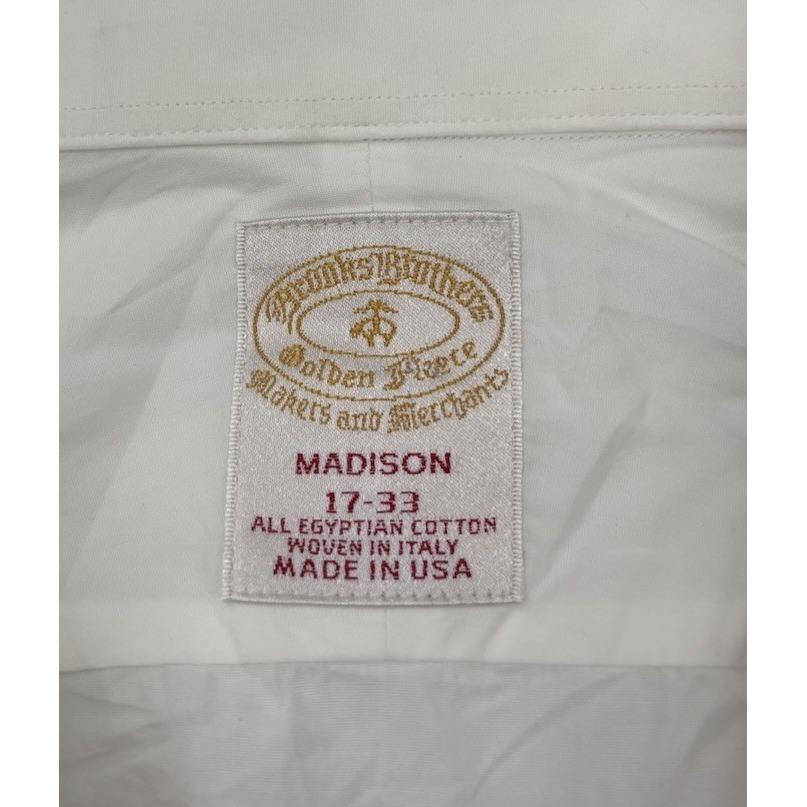 Brooks Brothers
Golden Fleece
Makers and Merchants
MADISON
17-33
ALL EGYPTIAN COTTON
WOVEN IN ITALY
MADE IN USA